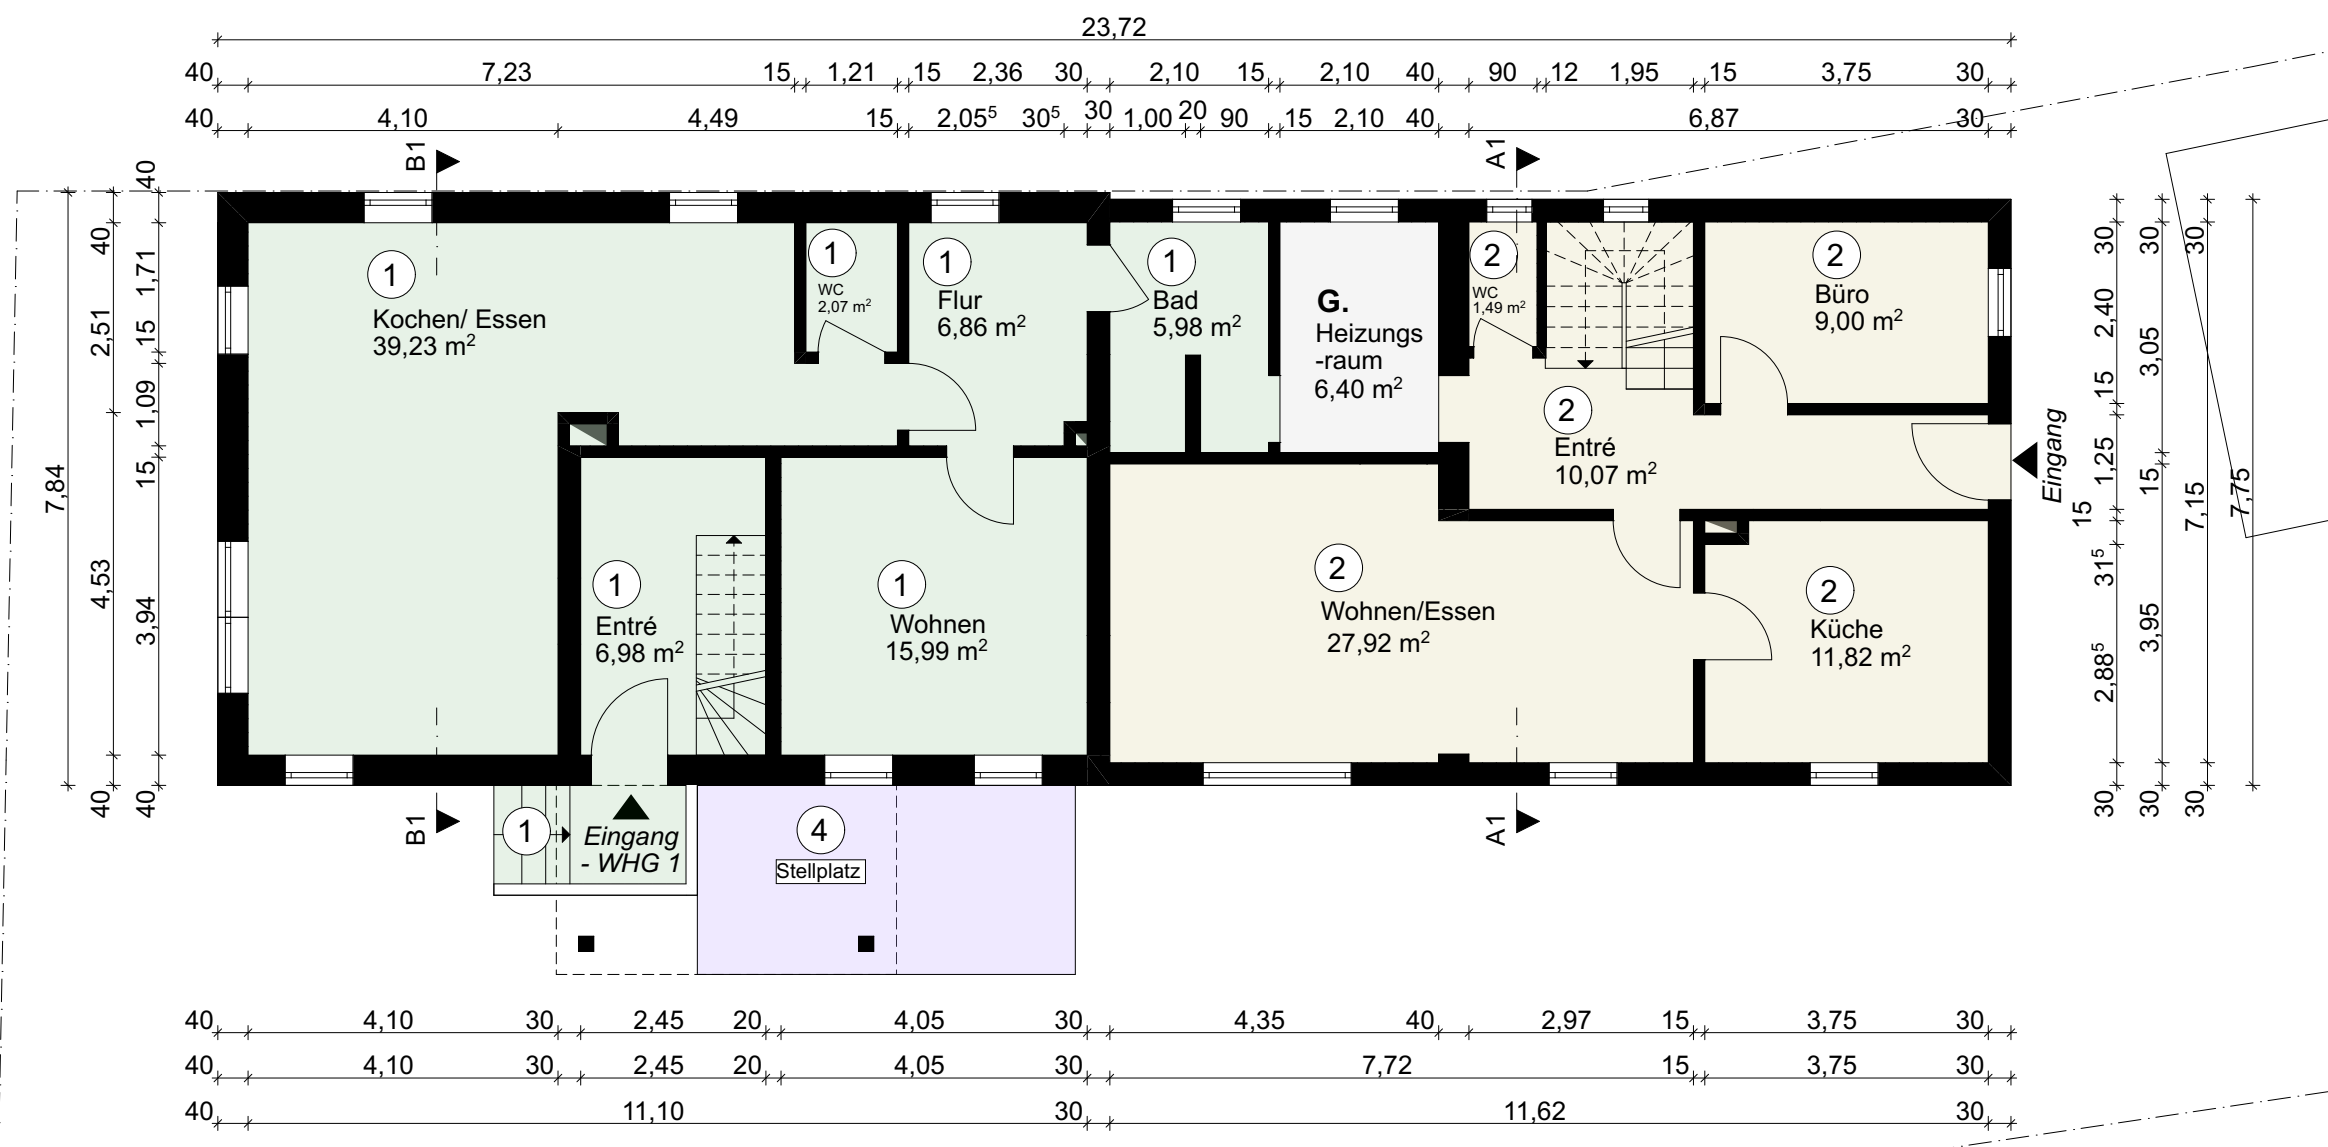 23,72
40 7,23 15 1,21 15 2,36 30 2,10 15 2,10 40 90 12 1,95 15 3,75 30
40 4,10 4,49 15 2,05⁵ 30⁵ 30 1,00 20 90 15 2,10 40 6,87 30
B1
A1
7,84
40 2,51 4,53 40
40 1,71 15 1,09 15 3,94 40
1
Kochen/ Essen
39,23 m²
1
WC
2,07 m²
1
Flur
6,86 m²
1
Bad
5,98 m²
G.
Heizungs
-raum
6,40 m²
2
WC
1,49 m²
2
Büro
9,00 m²
2
Entré
10,07 m²
Eingang
1
Entré
6,98 m²
1
Wohnen
15,99 m²
2
Wohnen/Essen
27,92 m²
2
Küche
11,82 m²
30 2,40 15 1,25 15 31⁵ 2,88⁵ 30
30 3,05 15 3,95 30
30 7,15 30
7,75
B1
A1
1
Eingang
- WHG 1
4
Stellplatz
40 4,10 30 2,45 20 4,05 30 4,35 40 2,97 15 3,75 30
40 4,10 30 2,45 20 4,05 30 7,72 15 3,75 30
40 11,10 30 11,62 30